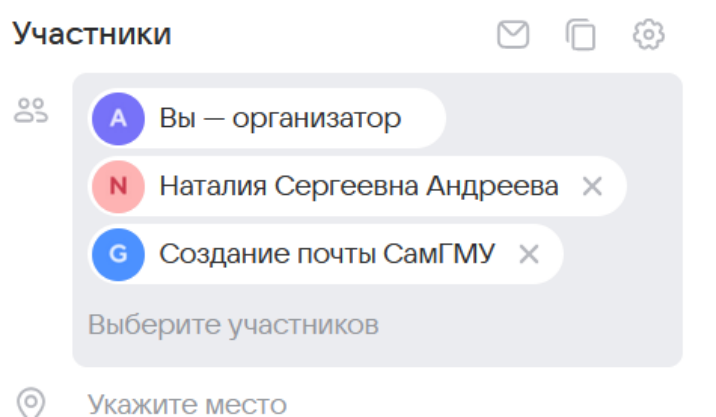 Участники
A Вы — организатор
N Наталия Сергеевна Андреева
G Создание почты СамГМУ
Выберите участников
Укажите место